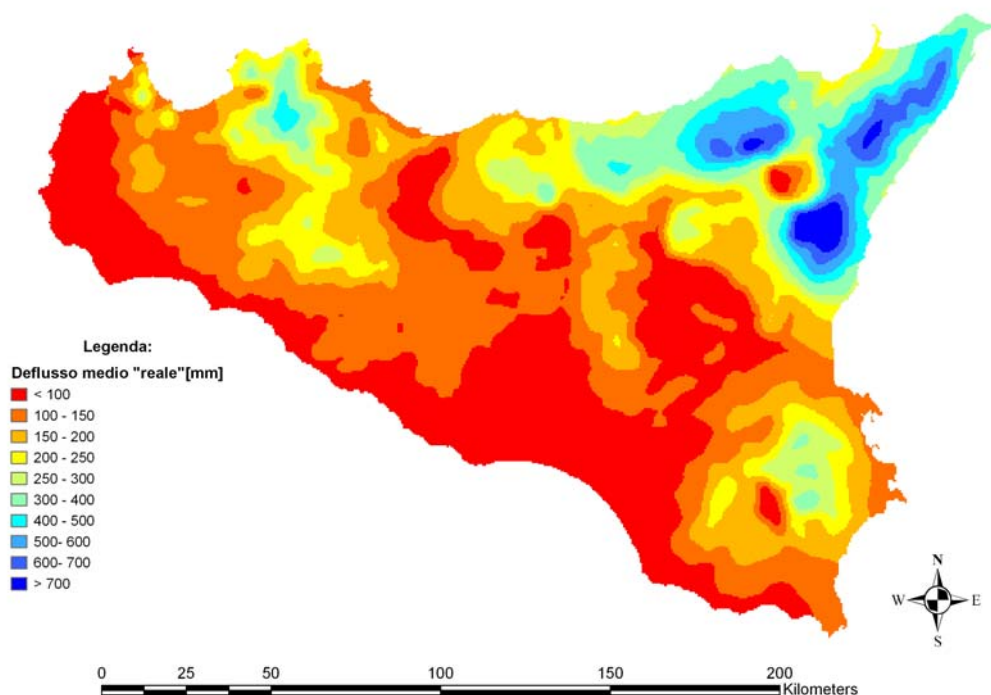 Legenda:
Deflusso medio "reale"[mm]
< 100
100 - 150
150 - 200
200 - 250
250 - 300
300 - 400
400 - 500
500- 600
600- 700
> 700
N
W E
S
0 25 50 100 150 200
Kilometers